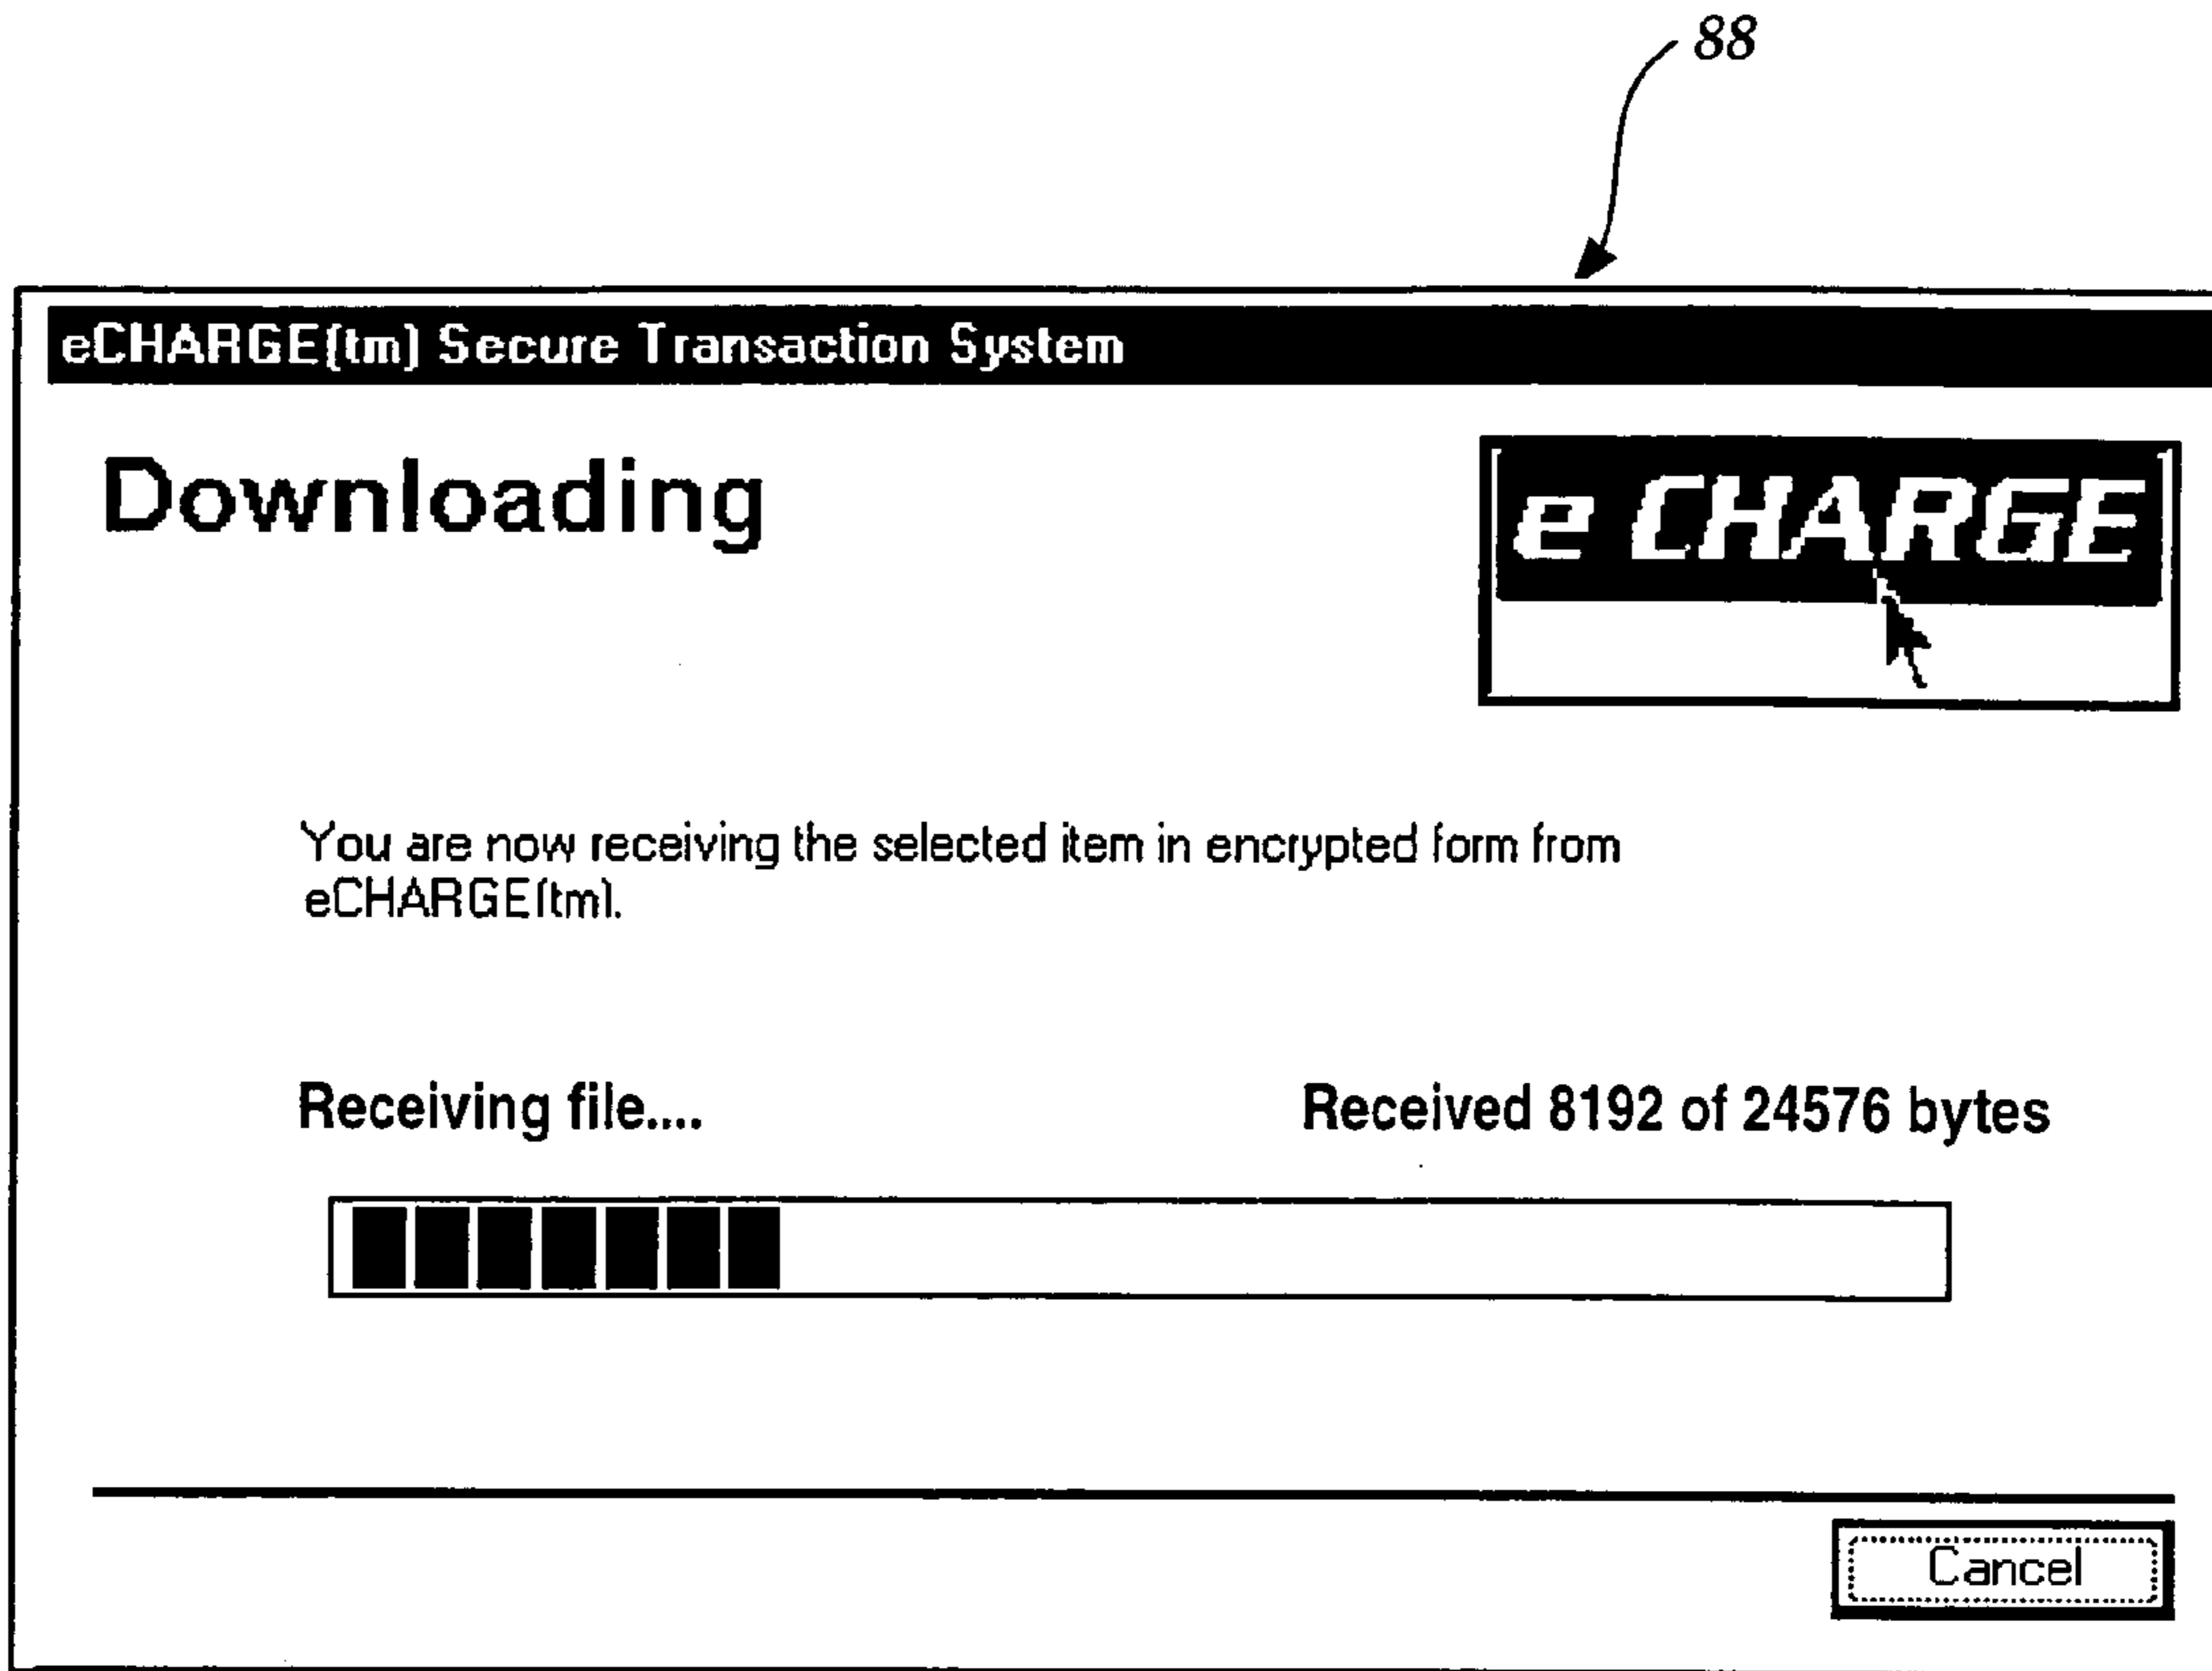 88
eCHARGE(tm) Secure Transaction System
Downloading
e CHARGE
You are now receiving the selected item in encrypted form from
eCHARGE(tm).
Receiving file....
Received 8192 of 24576 bytes
Cancel